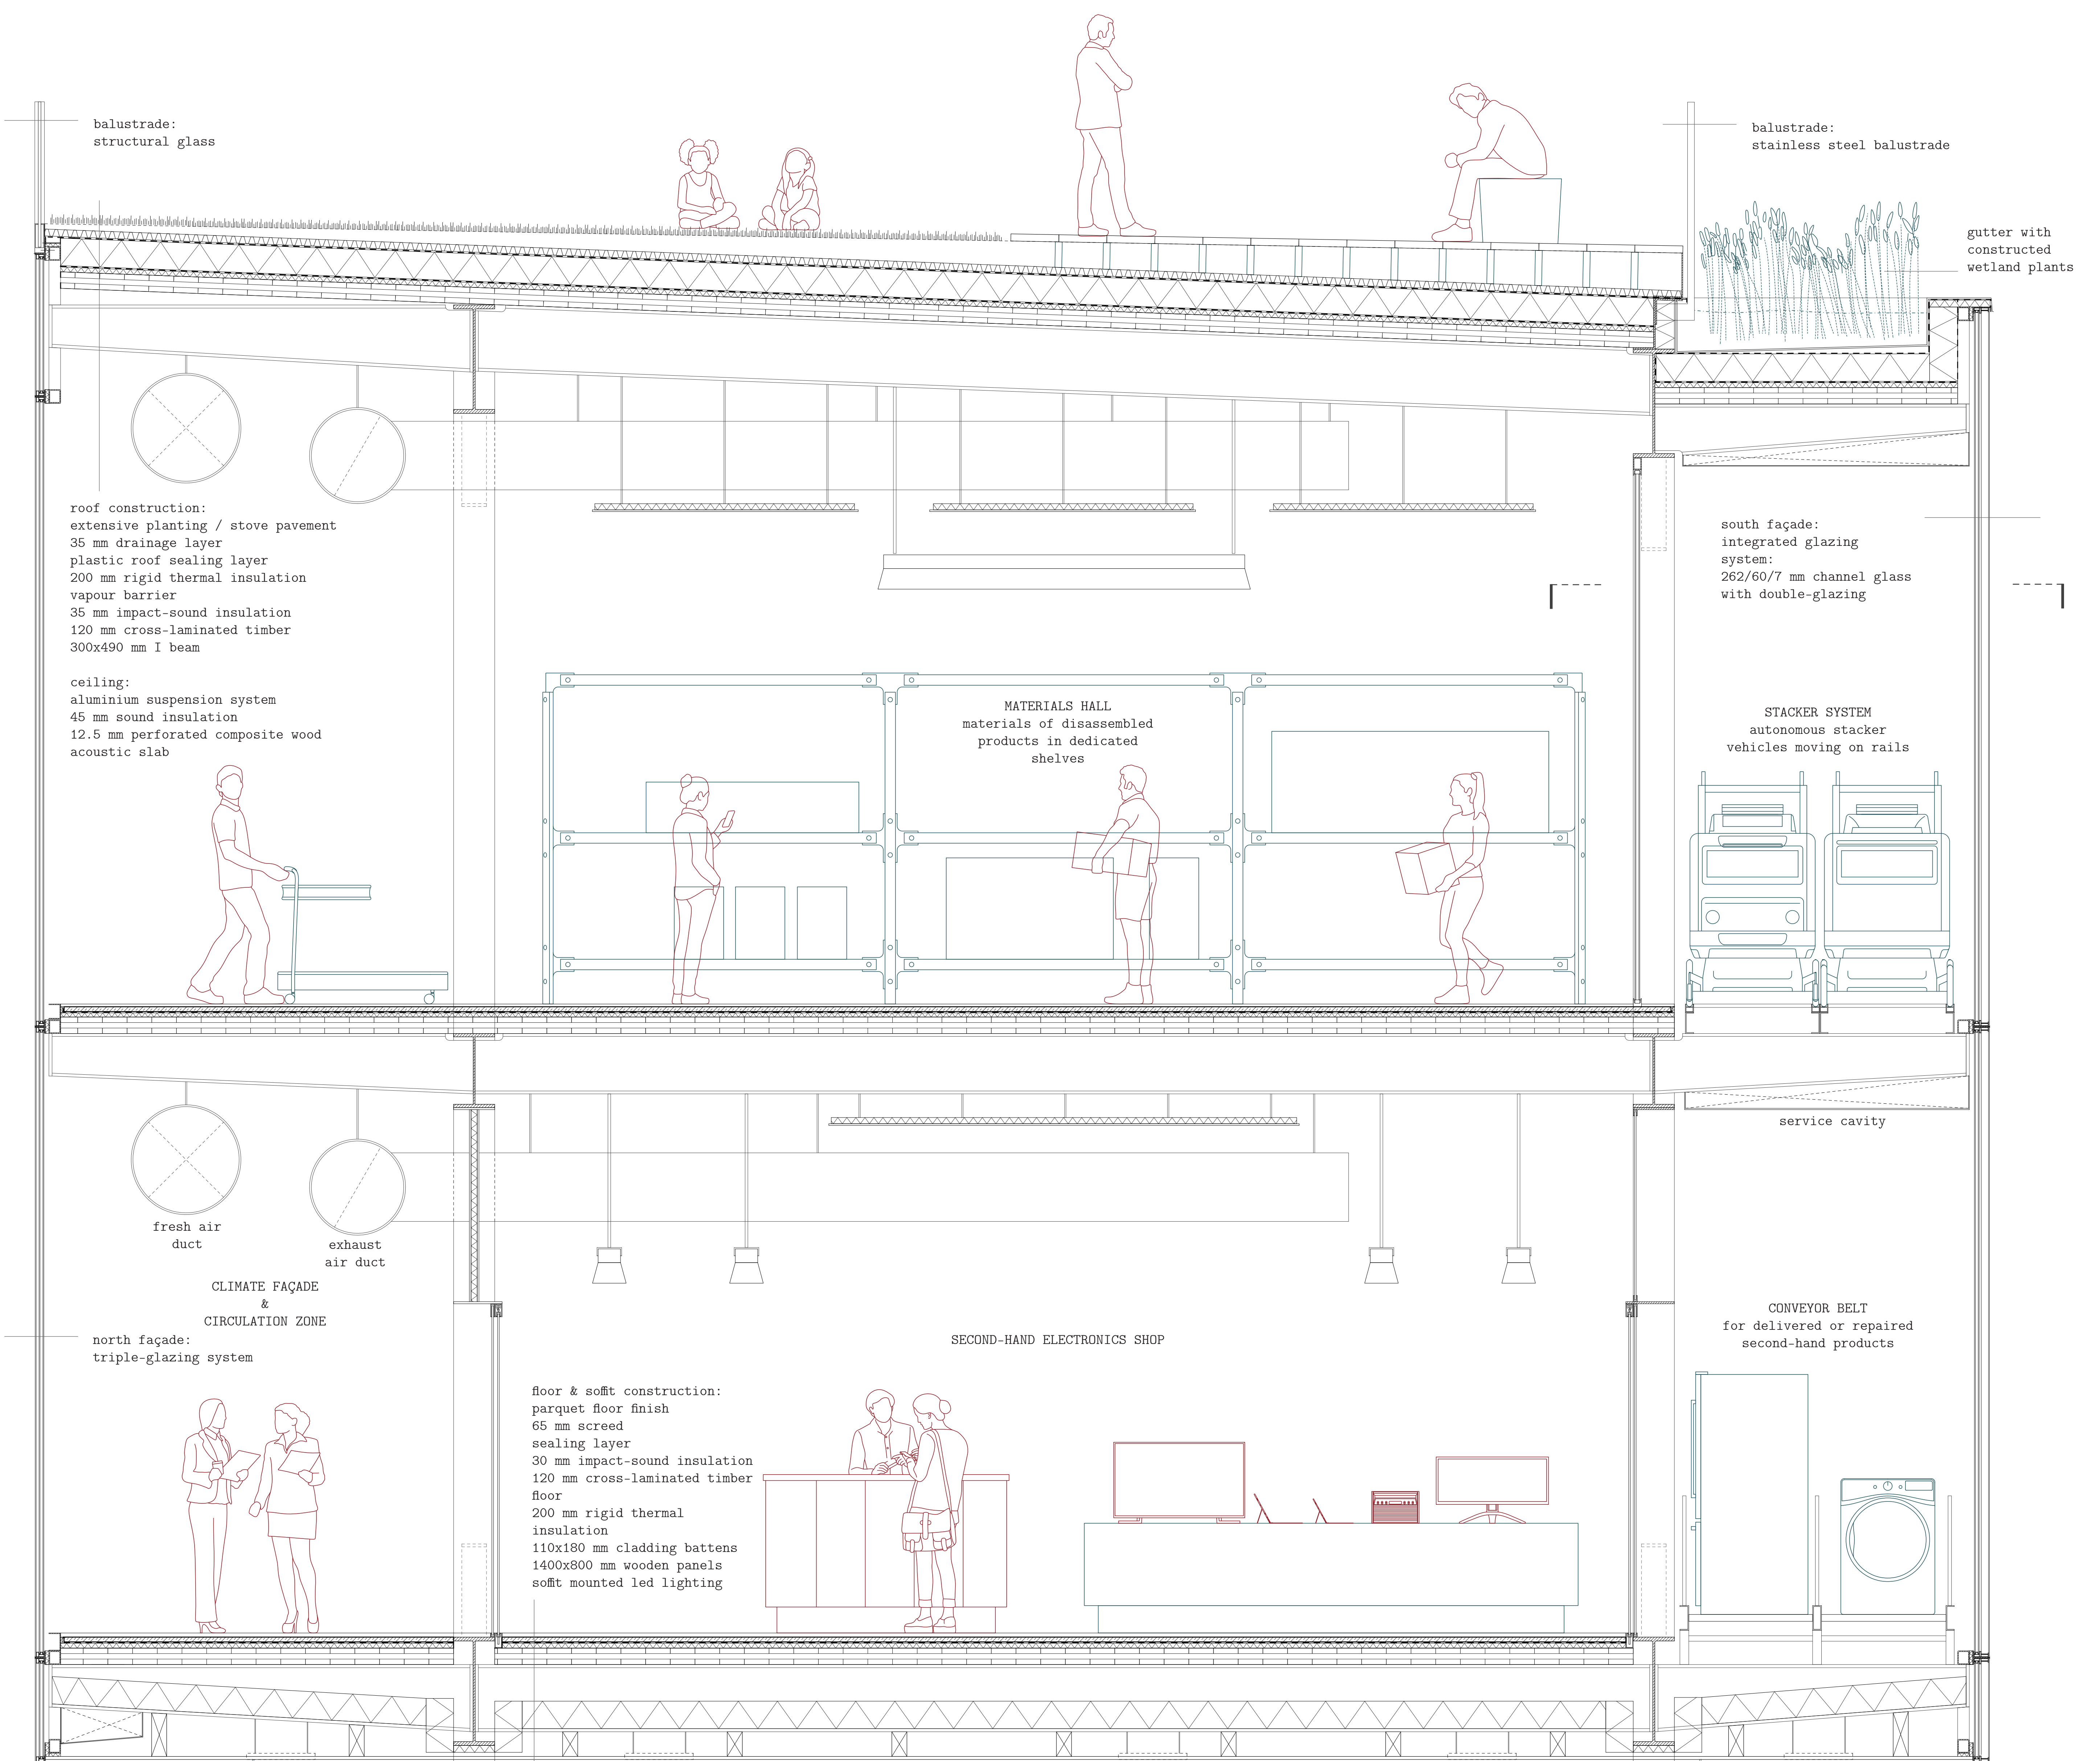 balustrade:
structural glass
balustrade:
stainless steel balustrade
gutter with
constructed
wetland plants
roof construction:
extensive planting / stove pavement
35 mm drainage layer
plastic roof sealing layer
200 mm rigid thermal insulation
vapour barrier
35 mm impact-sound insulation
120 mm cross-laminated timber
300x490 mm I beam
ceiling:
aluminium suspension system
45 mm sound insulation
12.5 mm perforated composite wood
acoustic slab
south façade:
integrated glazing
system:
262/60/7 mm channel glass
with double-glazing
MATERIALS HALL
materials of disassembled
products in dedicated
shelves
STACKER SYSTEM
autonomous stacker
vehicles moving on rails
service cavity
fresh air
duct
exhaust
air duct
CLIMATE FAÇADE
&
CIRCULATION ZONE
north façade:
triple-glazing system
SECOND-HAND ELECTRONICS SHOP
CONVEYOR BELT
for delivered or repaired
second-hand products
floor & soffit construction:
parquet floor finish
65 mm screed
sealing layer
30 mm impact-sound insulation
120 mm cross-laminated timber
floor
200 mm rigid thermal
insulation
110x180 mm cladding battens
1400x800 mm wooden panels
soffit mounted led lighting